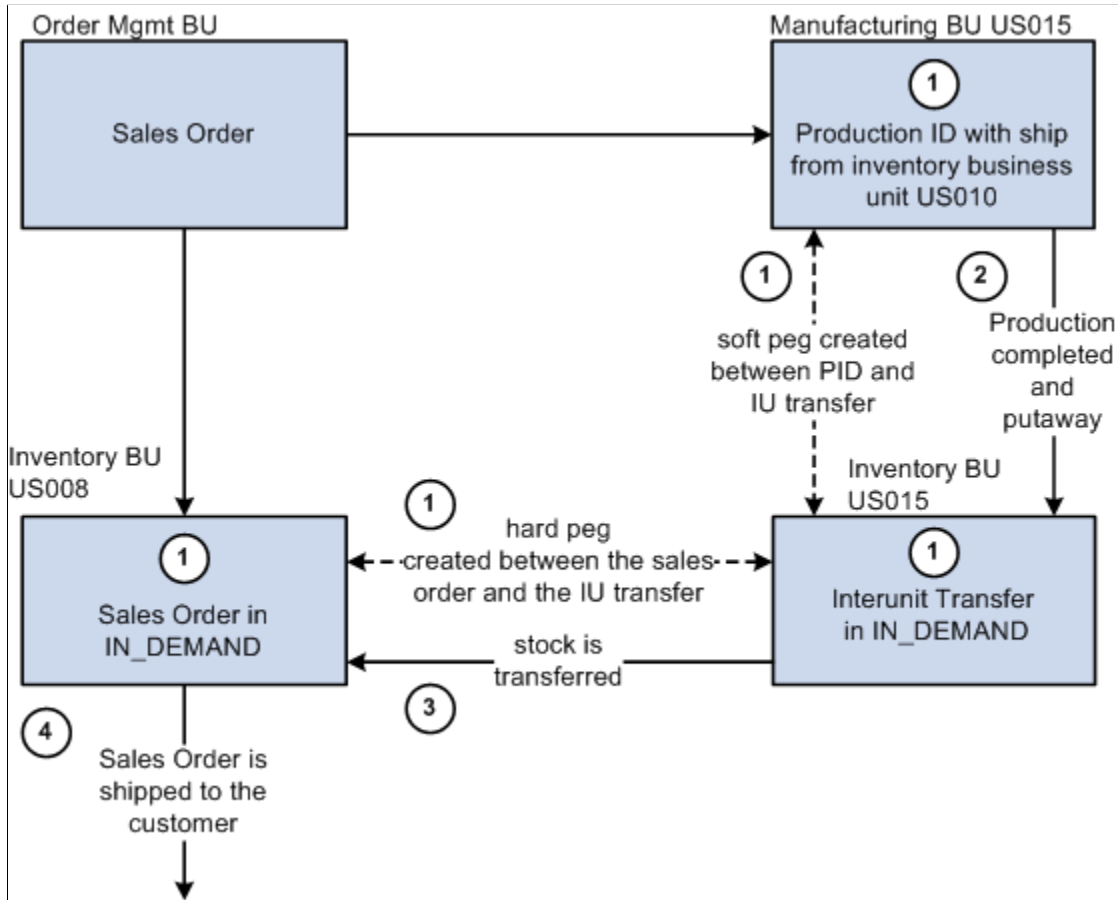 Order Mgmt BU
Manufacturing BU US015
Sales Order
1
Production ID with ship
from inventory business
unit US010
1
soft peg created
between PID and
IU transfer
2
Production
completed
and
putaway
Inventory BU
US008
Inventory BU
US015
1
Sales Order in
IN_DEMAND
1
hard peg
created between the sales
order and the IU transfer
1
Interunit Transfer
in IN_DEMAND
stock is
transferred
3
4
Sales Order is
shipped to the
customer